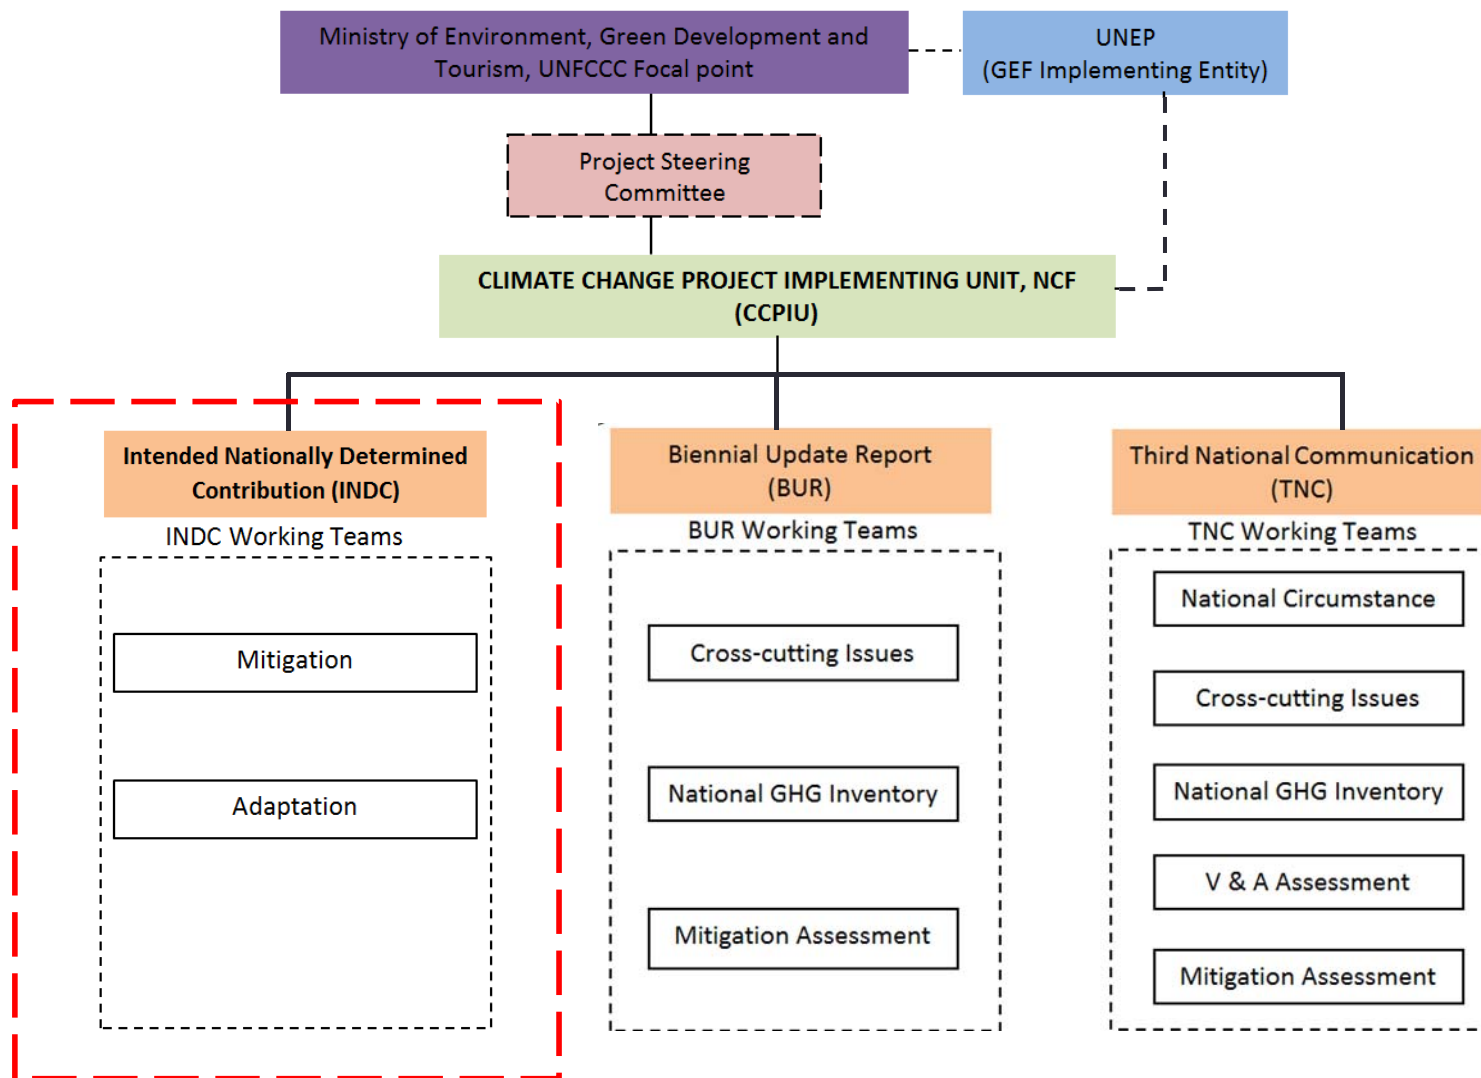 Ministry of Environment, Green Development and
Tourism, UNFCCC Focal point
UNEP
(GEF Implementing Entity)
Project Steering
Committee
CLIMATE CHANGE PROJECT IMPLEMENTING UNIT, NCF
(CCPIU)
Intended Nationally Determined
Contribution (INDC)
INDC Working Teams
Mitigation
Adaptation
Biennial Update Report
(BUR)
BUR Working Teams
Cross-cutting Issues
National GHG Inventory
Mitigation Assessment
Third National Communication
(TNC)
TNC Working Teams
National Circumstance
Cross-cutting Issues
National GHG Inventory
V & A Assessment
Mitigation Assessment